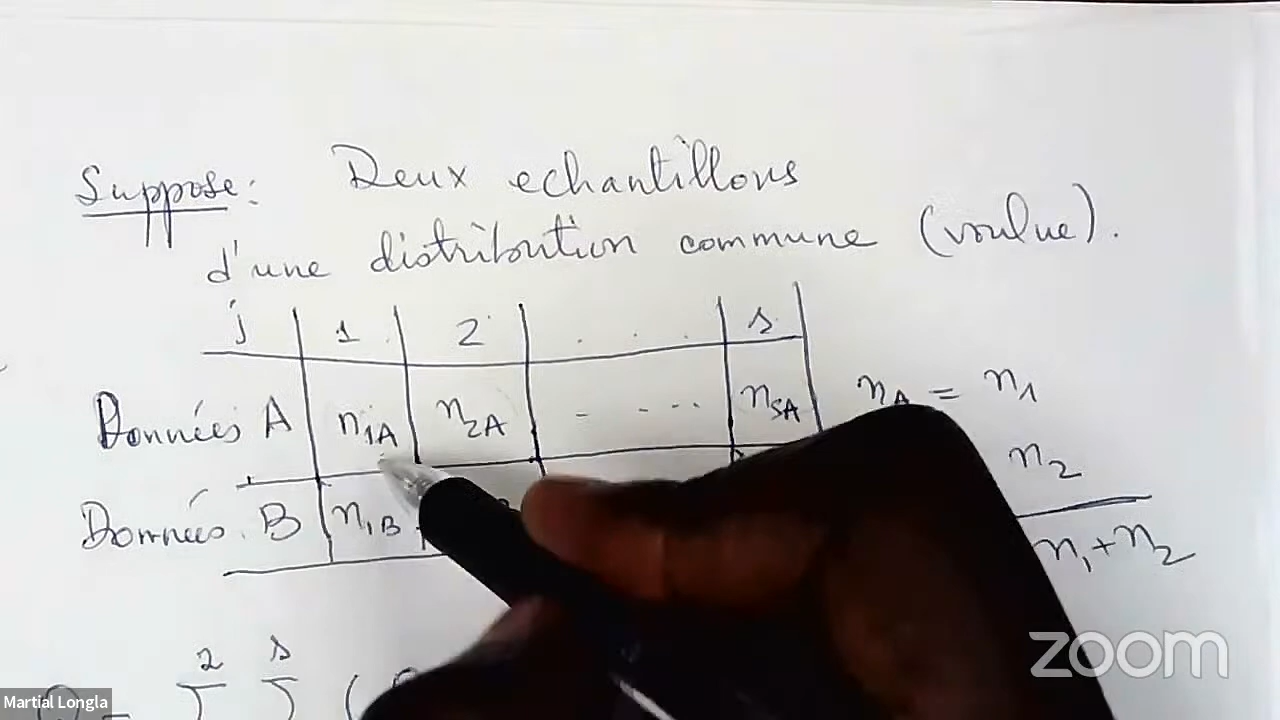 Suppose: Deux echantillons
d'une distribution commune (voulue).
j 1 2 . . . s
Données A n1A n2A - - ... nSA nA = n1
n2
Données B n1B
n1+n2
2 s
zoom
Martial Longla